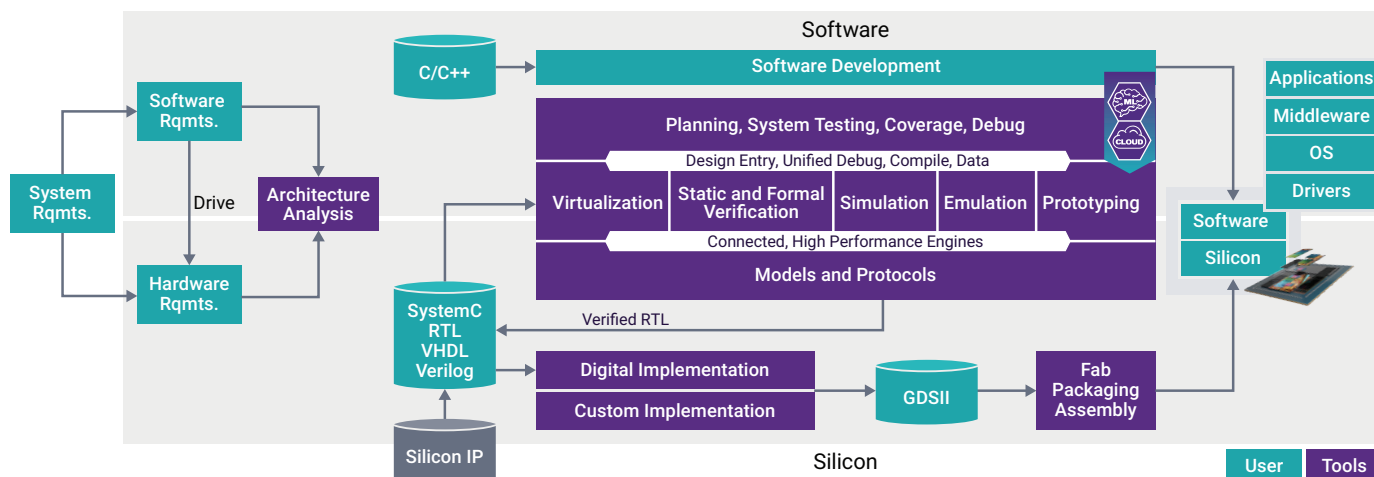 Software
C/C++
Software Development
Applications
Middleware
OS
Drivers
Software
Rqmts.
ML
CLOUD
Planning, System Testing, Coverage, Debug
Design Entry, Unified Debug, Compile, Data
System
Rqmts.
Drive
Architecture
Analysis
Virtualization
Static and Formal
Verification
Simulation
Emulation
Prototyping
Connected, High Performance Engines
Models and Protocols
Software
Silicon
Hardware
Rqmts.
SystemC
RTL
VHDL
Verilog
Verified RTL
Digital Implementation
Custom Implementation
GDSII
Fab
Packaging
Assembly
Silicon IP
Silicon
User
Tools